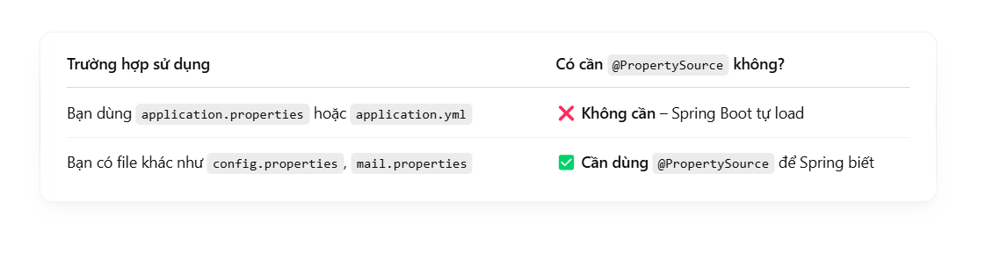 Trường hợp sử dụng Có cần @PropertySource không?
Bạn dùng application.properties hoặc application.yml ❌ Không cần – Spring Boot tự load
Bạn có file khác như config.properties, mail.properties ✅ Cần dùng @PropertySource để Spring biết